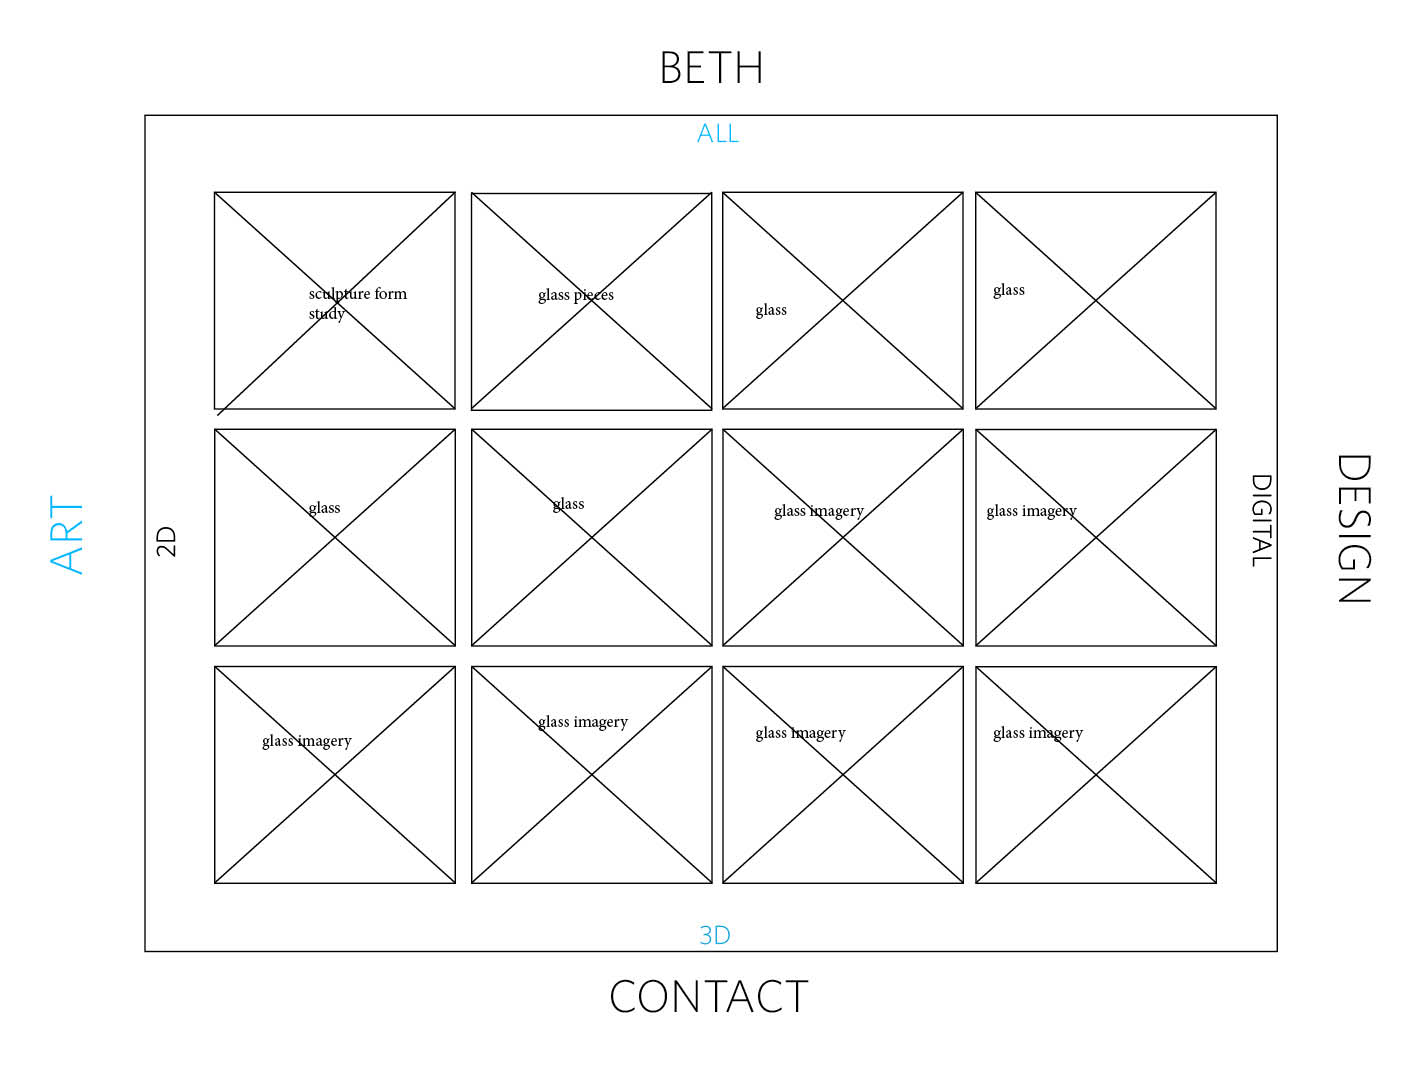 BETH
ALL
sculpture form
study
glass pieces
glass
glass
ART
2D
glass
glass
glass imagery
glass imagery
DIGITAL
DESIGN
glass imagery
glass imagery
glass imagery
glass imagery
3D
CONTACT